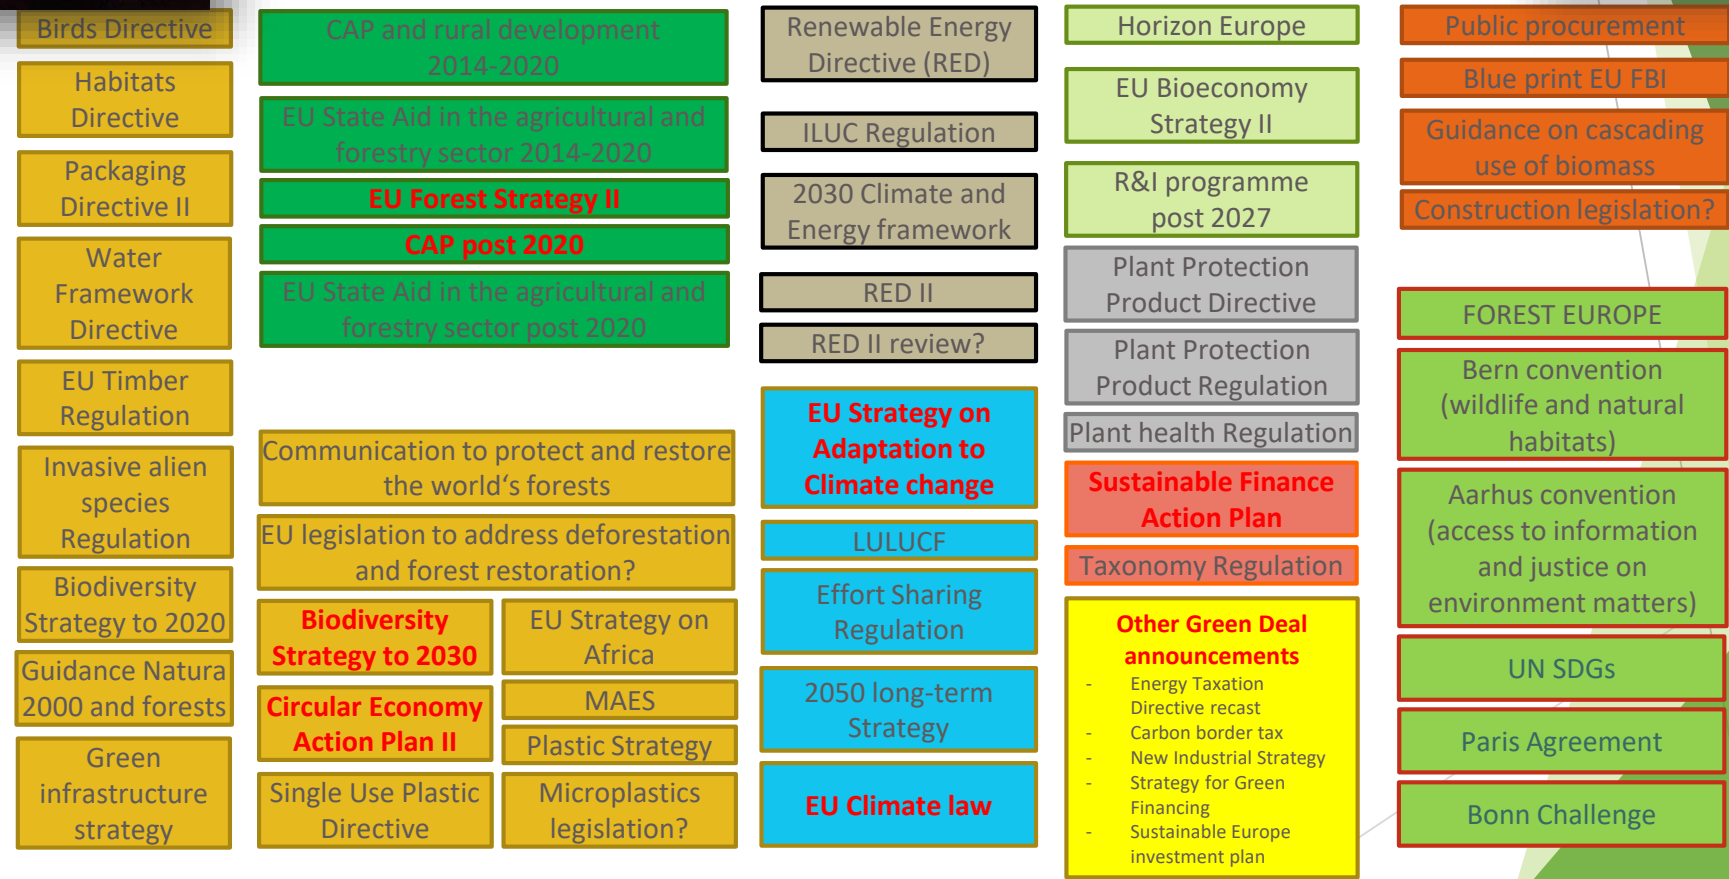 Birds Directive
Habitats
Directive
Packaging
Directive II
Water
Framework
Directive
EU Timber
Regulation
Invasive alien
species
Regulation
Biodiversity
Strategy to 2020
Guidance Natura
2000 and forests
Green
infrastructure
strategy
CAP and rural development
2014-2020
EU State Aid in the agricultural and
forestry sector 2014-2020
EU Forest Strategy II
CAP post 2020
EU State Aid in the agricultural and
forestry sector post 2020
Communication to protect and restore
the world‘s forests
EU legislation to address deforestation
and forest restoration?
Biodiversity
Strategy to 2030
Circular Economy
Action Plan II
Single Use Plastic
Directive
EU Strategy on
Africa
MAES
Plastic Strategy
Microplastics
legislation?
Renewable Energy
Directive (RED)
ILUC Regulation
2030 Climate and
Energy framework
RED II
RED II review?
EU Strategy on
Adaptation to
Climate change
LULUCF
Effort Sharing
Regulation
2050 long-term
Strategy
EU Climate law
Horizon Europe
EU Bioeconomy
Strategy II
R&I programme
post 2027
Plant Protection
Product Directive
Plant Protection
Product Regulation
Plant health Regulation
Sustainable Finance
Action Plan
Taxonomy Regulation
Other Green Deal
announcements
- Energy Taxation
Directive recast
- Carbon border tax
- New Industrial Strategy
- Strategy for Green
Financing
- Sustainable Europe
investment plan
Public procurement
Blue print EU FBI
Guidance on cascading
use of biomass
Construction legislation?
FOREST EUROPE
Bern convention
(wildlife and natural
habitats)
Aarhus convention
(access to information
and justice on
environment matters)
UN SDGs
Paris Agreement
Bonn Challenge